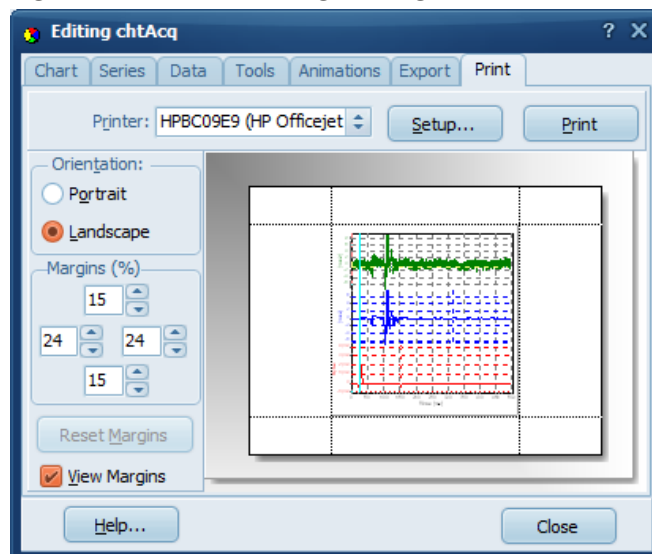 Editing chtAcq
Chart Series Data Tools Animations Export Print
Printer: HPBC09E9 (HP Officejet Setup... Print
Orientation:
Portrait
Landscape
Margins (%)
15
24 24
15
Reset Margins
View Margins
Help... Close